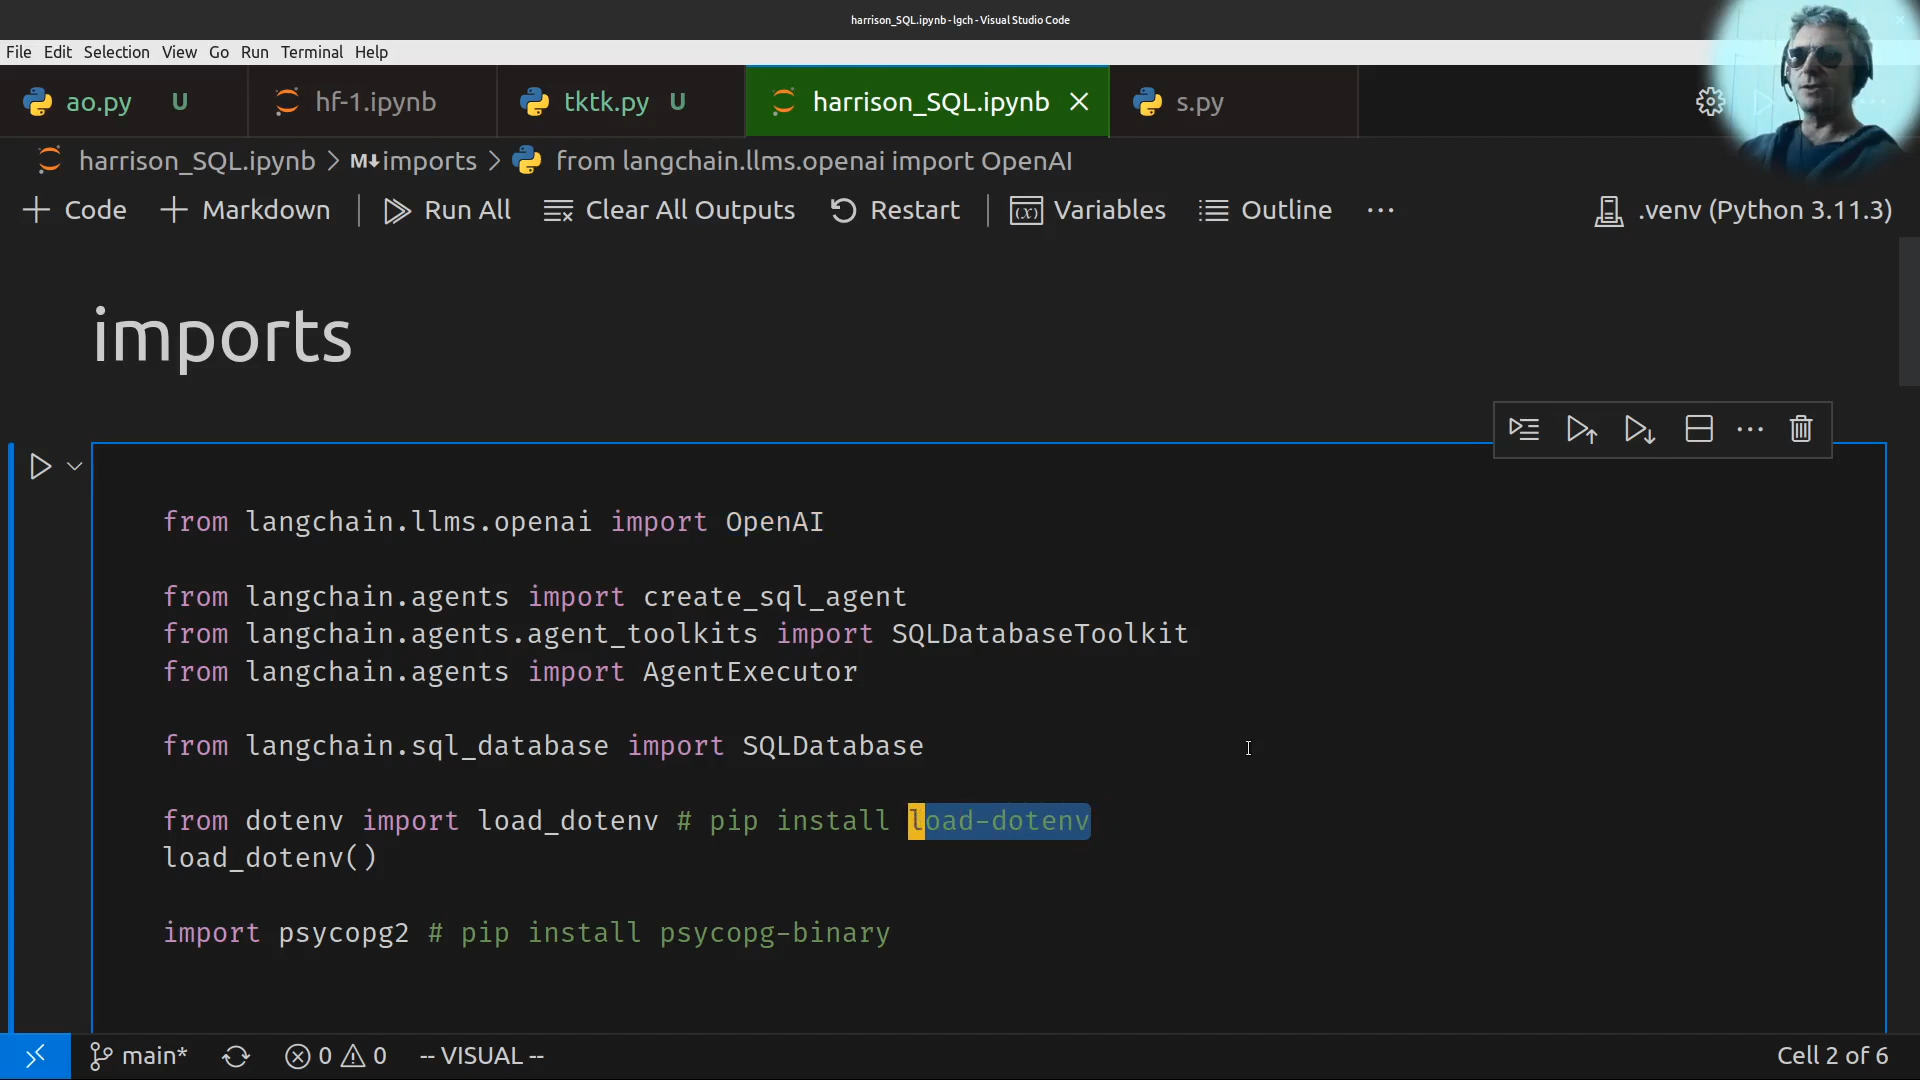 harrison_SQL.ipynb - lgch - Visual Studio Code
File Edit Selection View Go Run Terminal Help
ao.py U hf-1.ipynb tktk.py U harrison_SQL.ipynb s.py
harrison_SQL.ipynb > M↓ imports > from langchain.llms.openai import OpenAI
+ Code + Markdown | Run All Clear All Outputs Restart | (x) Variables Outline ... .venv (Python 3.11.3)
imports
from langchain.llms.openai import OpenAI
from langchain.agents import create_sql_agent
from langchain.agents.agent_toolkits import SQLDatabaseToolkit
from langchain.agents import AgentExecutor
from langchain.sql_database import SQLDatabase
from dotenv import load_dotenv # pip install load-dotenv
load_dotenv()
import psycopg2 # pip install psycopg-binary
main* 0 0 -- VISUAL -- Cell 2 of 6